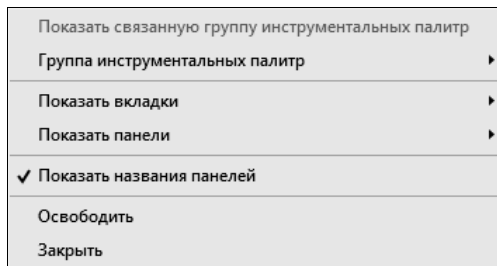 Показать связанную группу инструментальных палитр
Группа инструментальных палитр
Показать вкладки
Показать панели
Показать названия панелей
Освободить
Закрыть